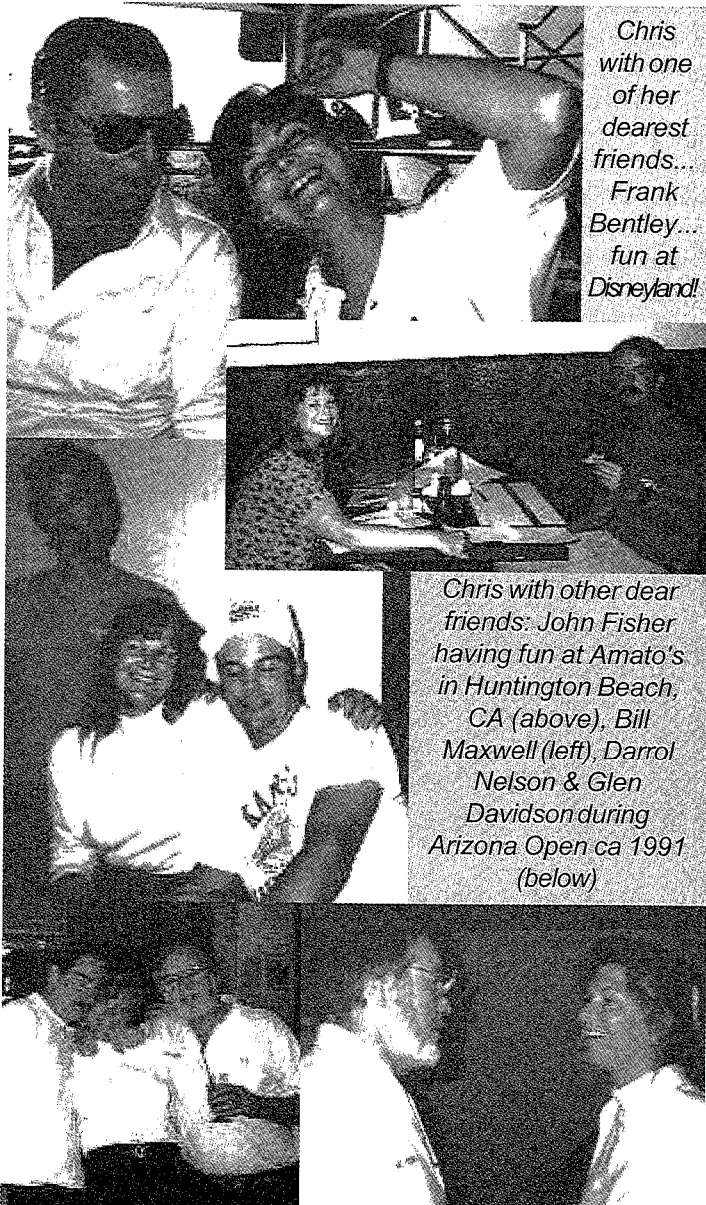 Chris
with one
of her
dearest
friends...
Frank
Bentley...
fun at
Disneyland!
Chris with other dear
friends: John Fisher
having fun at Amato's
in Huntington Beach,
CA (above), Bill
Maxwell (left), Darrol
Nelson & Glen
Davidson during
Arizona Open ca 1991
(below)